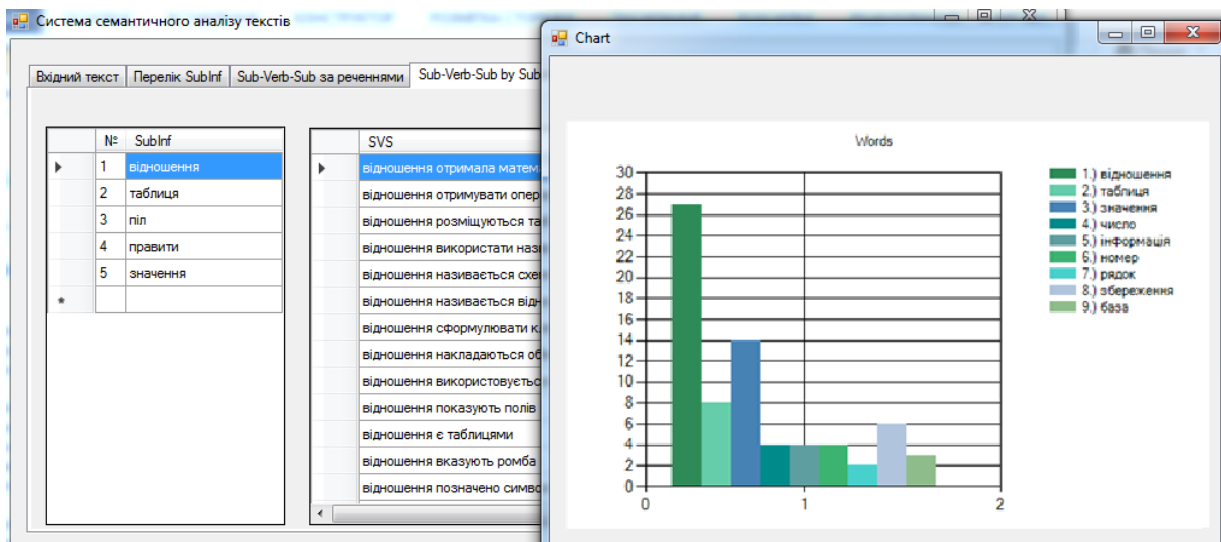 Система семантичного аналізу текстів
Вхідний текст
Перелік SubInf
Sub-Verb-Sub за реченнями
Sub-Verb-Sub by Sub
№ SubInf
1 відношення
2 таблиця
3 піл
4 правити
5 значення
*
SVS
відношення отримала матем
відношення отримувати опер
відношення розміщуються та
відношення використати назв
відношення називається схе
відношення називається відн
відношення сформулювати к
відношення накладаються об
відношення використовуєтьс
відношення показують полів
відношення є таблицями
відношення вказують ромба
відношення позначено симво
Chart
Words
30
28
26
24
22
20
18
16
14
12
10
8
6
4
2
0
0 1 2
1.) відношення
2.) таблиця
3.) значення
4.) число
5.) інформація
6.) номер
7.) рядок
8.) збереження
9.) база